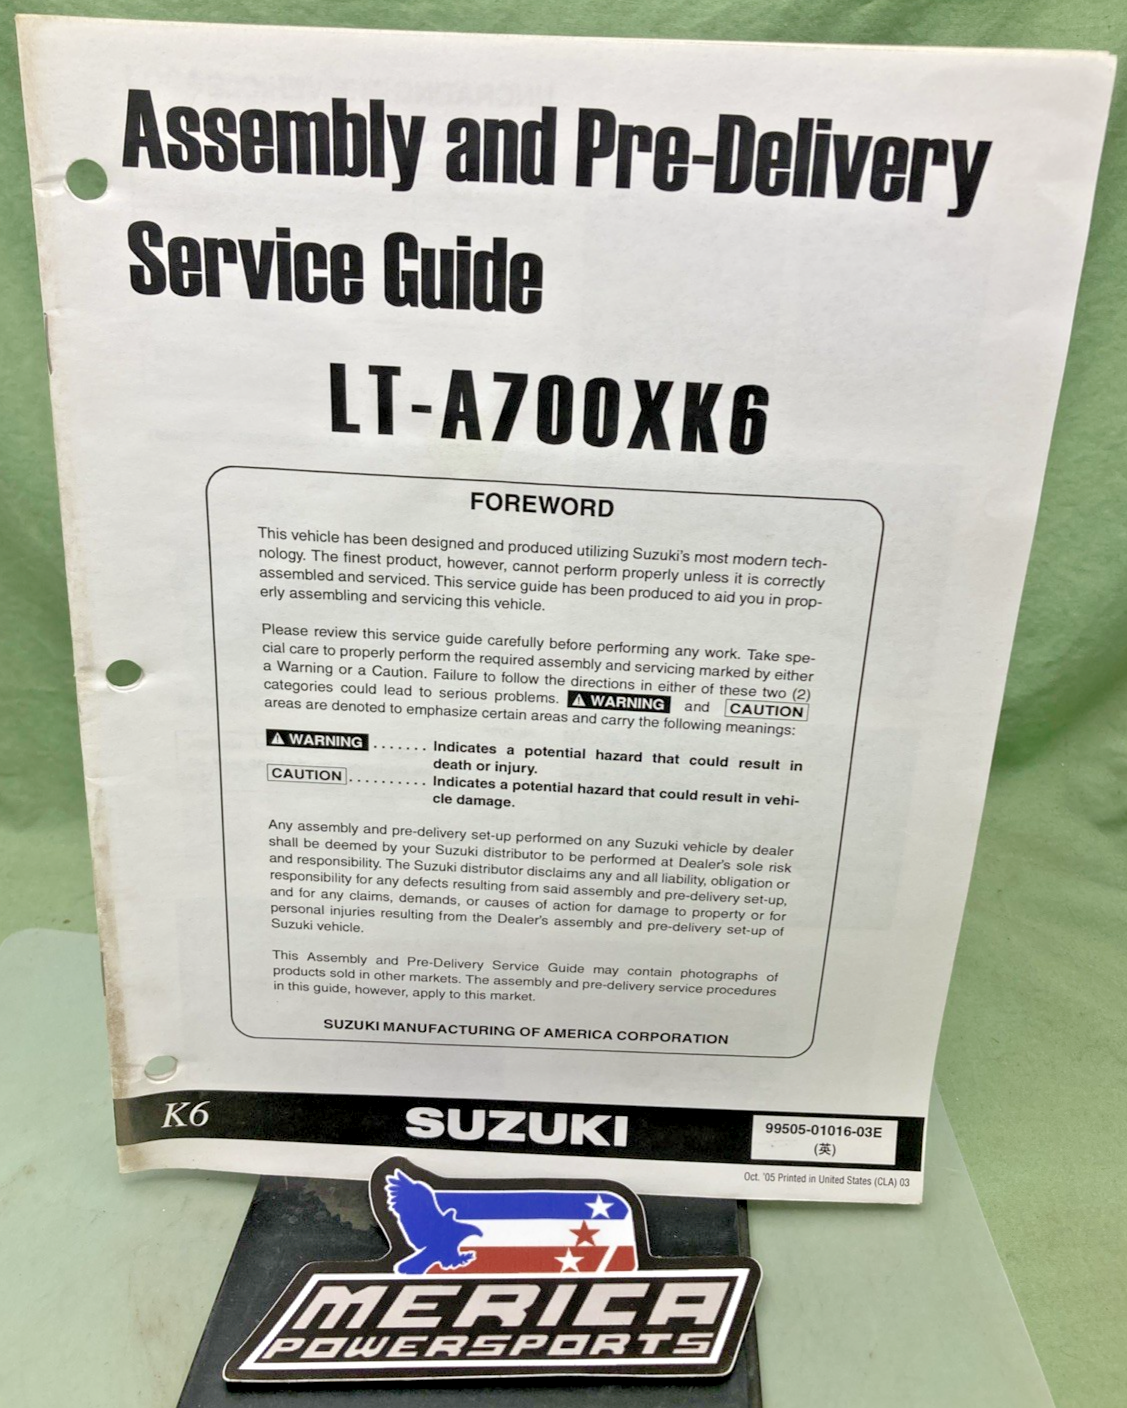 Assembly and Pre-Delivery
Service Guide
LT-A700XK6
FOREWORD
This vehicle has been designed and produced utilizing Suzuki's most modern tech-
nology. The finest product, however, cannot perform properly unless it is correctly
assembled and serviced. This service guide has been produced to aid you in prop-
erly assembling and servicing this vehicle.
Please review this service guide carefully before performing any work. Take spe-
cial care to properly perform the required assembly and servicing marked by either
a Warning or a Caution. Failure to follow the directions in either of these two (2)
categories could lead to serious problems. ⚠ WARNING and CAUTION
areas are denoted to emphasize certain areas and carry the following meanings:
⚠ WARNING ....... Indicates a potential hazard that could result in
death or injury.
CAUTION .......... Indicates a potential hazard that could result in vehi-
cle damage.
Any assembly and pre-delivery set-up performed on any Suzuki vehicle by dealer
shall be deemed by your Suzuki distributor to be performed at Dealer's sole risk
and responsibility. The Suzuki distributor disclaims any and all liability, obligation or
responsibility for any defects resulting from said assembly and pre-delivery set-up,
and for any claims, demands, or causes of action for damage to property or for
personal injuries resulting from the Dealer's assembly and pre-delivery set-up of
Suzuki vehicle.
This Assembly and Pre-Delivery Service Guide may contain photographs of
products sold in other markets. The assembly and pre-delivery service procedures
in this guide, however, apply to this market.
SUZUKI MANUFACTURING OF AMERICA CORPORATION
K6
SUZUKI
99505-01016-03E
(英)
Oct. '05 Printed in United States (CLA) 03
MERICA
POWERSPORTS